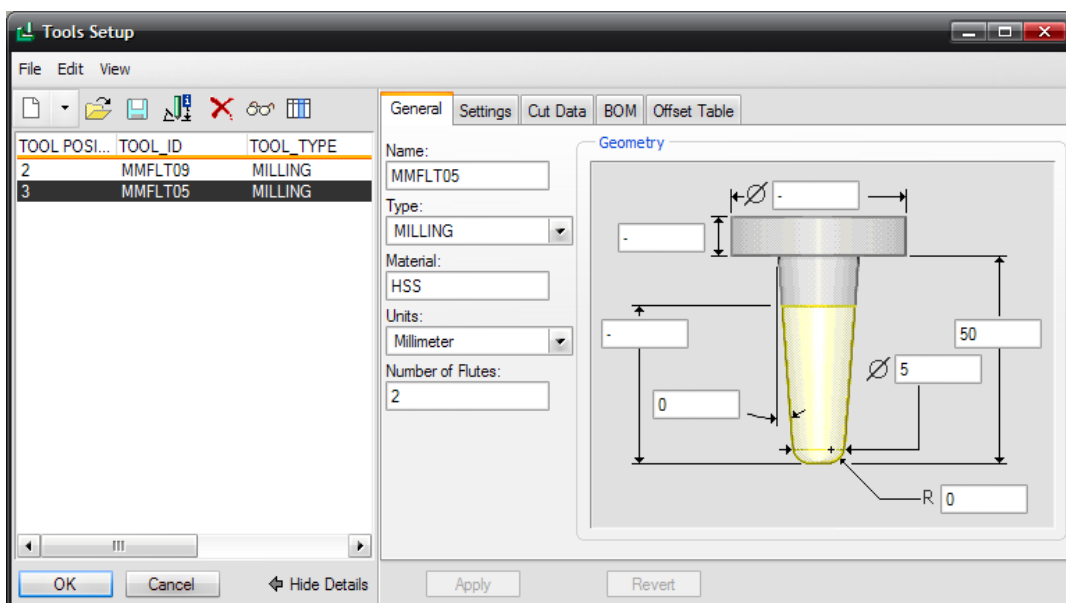 Tools Setup
File Edit View
General Settings Cut Data BOM Offset Table
TOOL POSI... TOOL_ID TOOL_TYPE
2 MMFLT09 MILLING
3 MMFLT05 MILLING
Name:
MMFLT05
Type:
MILLING
Material:
HSS
Units:
Millimeter
Number of Flutes:
2
Geometry
Ø -
-
-
50
Ø 5
0
R 0
OK Cancel Hide Details Apply Revert